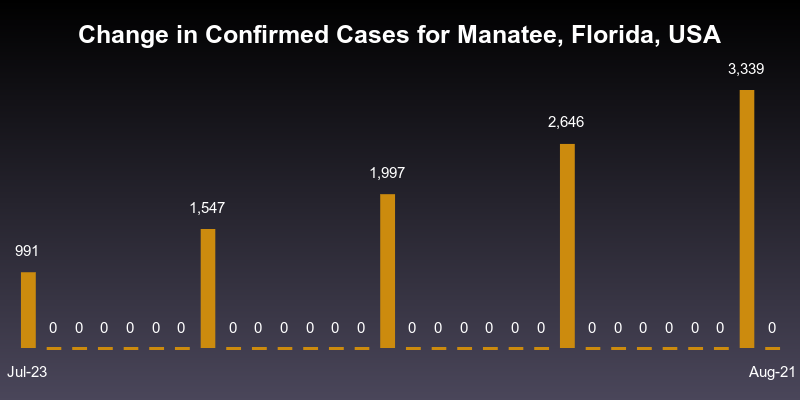 Change in Confirmed Cases for Manatee, Florida, USA
3,339
2,646
1,997
1,547
991
0 0 0 0 0 0 0 0 0 0 0 0 0 0 0 0 0 0 0 0 0 0 0 0 0
Jul-23 Aug-21